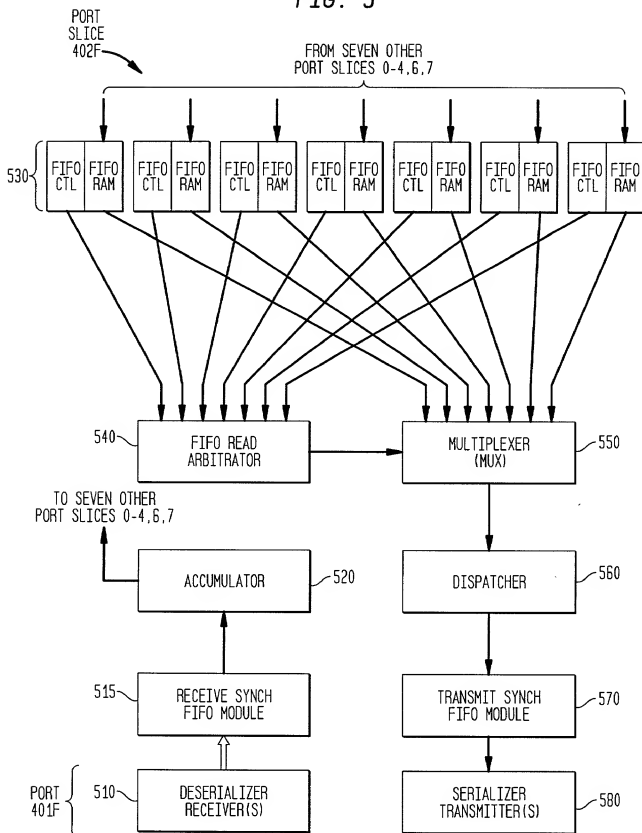 FIG. 5
PORT
SLICE
402F
FROM SEVEN OTHER
PORT SLICES 0-4,6,7
530
FIFO CTL
FIFO RAM
FIFO CTL
FIFO RAM
FIFO CTL
FIFO RAM
FIFO CTL
FIFO RAM
FIFO CTL
FIFO RAM
FIFO CTL
FIFO RAM
FIFO CTL
FIFO RAM
540
FIFO READ
ARBITRATOR
MULTIPLEXER
(MUX)
550
TO SEVEN OTHER
PORT SLICES 0-4,6,7
ACCUMULATOR
520
DISPATCHER
560
515
RECEIVE SYNCH
FIFO MODULE
TRANSMIT SYNCH
FIFO MODULE
570
PORT
401F
510
DESERIALIZER
RECEIVER(S)
SERIALIZER
TRANSMITTER(S)
580